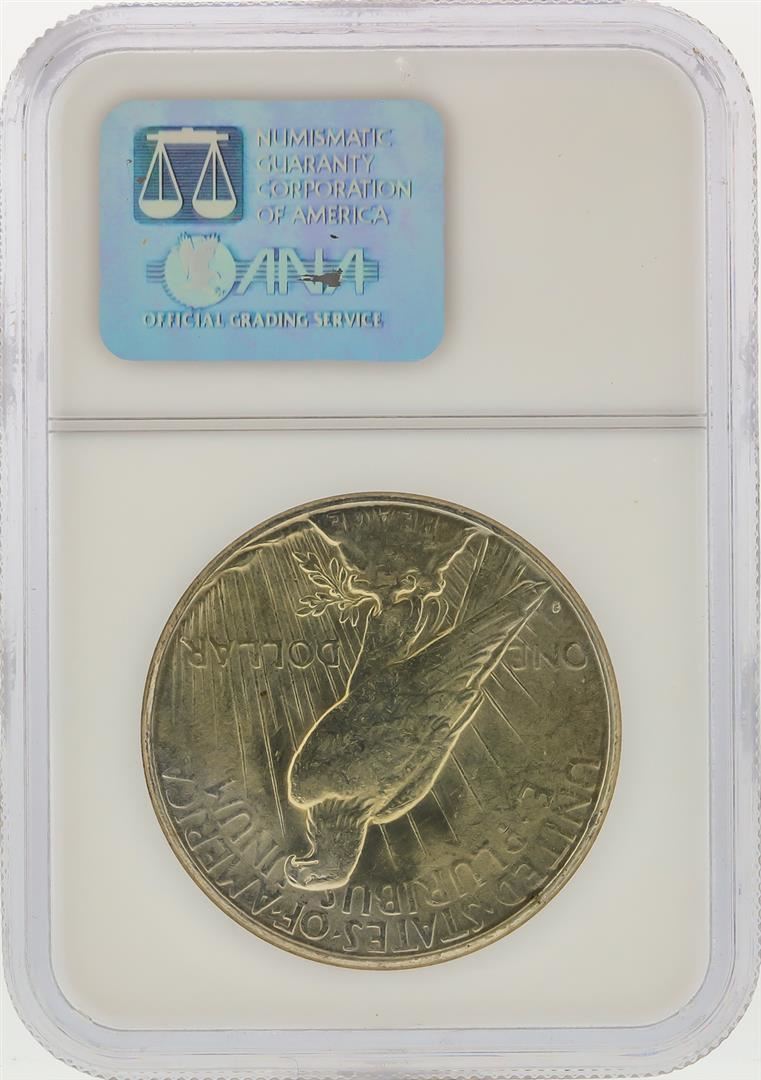 NUMISMATIC
GUARANTY
CORPORATION
OF AMERICA
ANA
OFFICIAL GRADING SERVICE
PEACE
ONE DOLLAR
E PLURIBUS UNUM
UNITED·STATES·OF·AMERICA